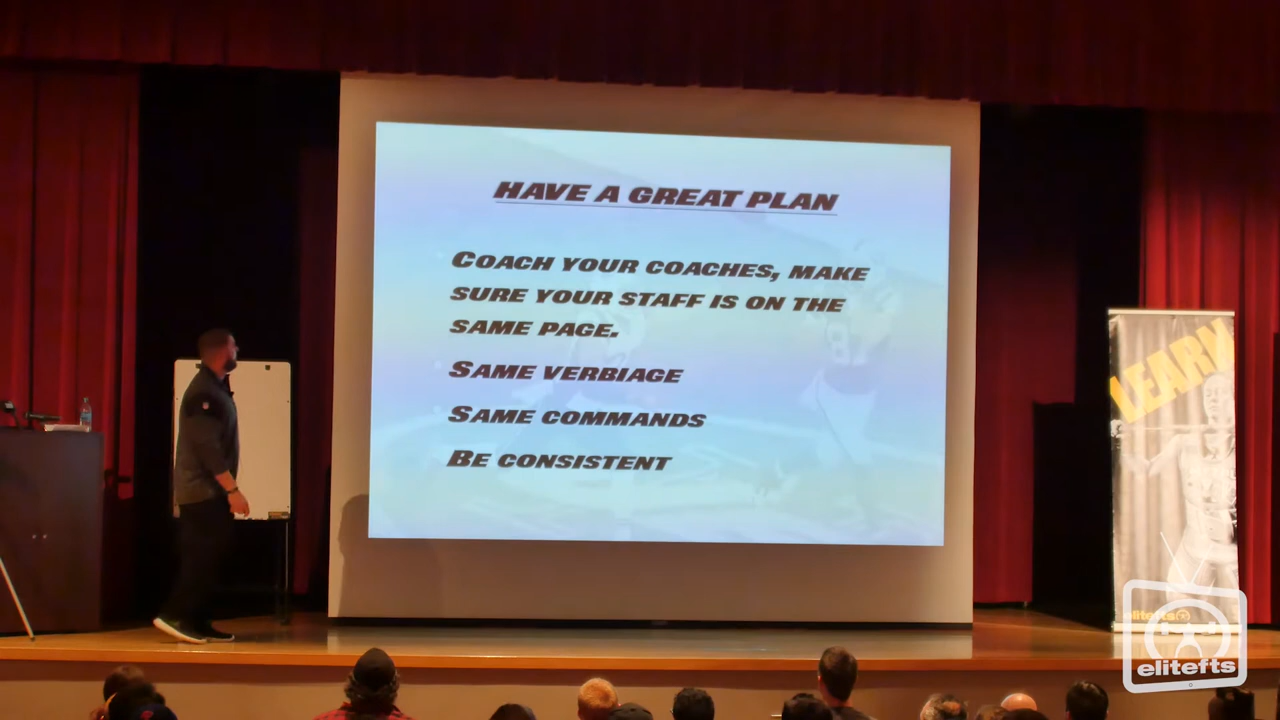 HAVE A GREAT PLAN
COACH YOUR COACHES, MAKE
SURE YOUR STAFF IS ON THE
SAME PAGE.
SAME VERBIAGE
SAME COMMANDS
BE CONSISTENT
LEARN
elitefts
elitefts